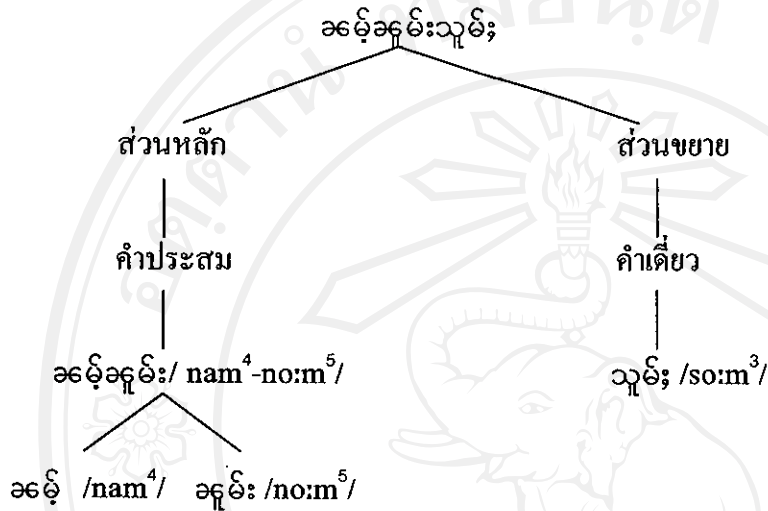 ၼမ်ႉၼူမ်းသူမ်ႈ
ส่วนหลัก ส่วนขยาย
คำประสม คำเดี่ยว
ၼမ်ႉၼူမ်း/ nam⁴-no:m⁵/ သူမ်ႈ /so:m³/
ၼမ်ႉ /nam⁴/ ၼူမ်း /no:m⁵/